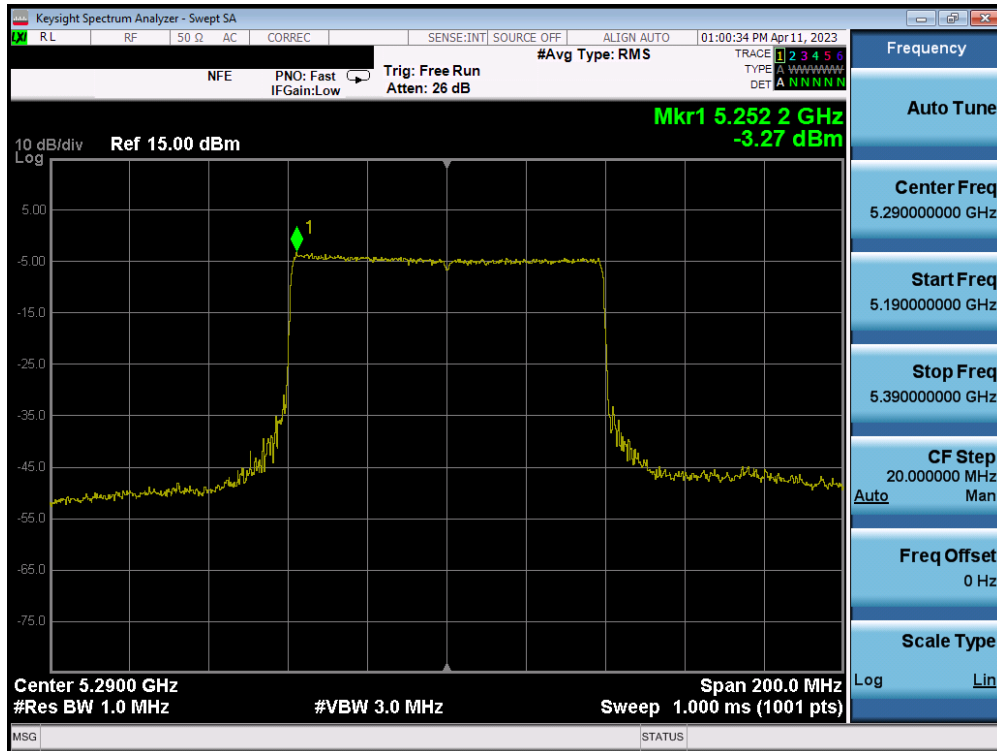 Keysight Spectrum Analyzer - Swept SA
LXI RL RF 50 Ω AC CORREC SENSE:INT SOURCE OFF ALIGN AUTO 01:00:34 PM Apr 11, 2023
NFE PNO: Fast Trig: Free Run #Avg Type: RMS TRACE 1 2 3 4 5 6
IFGain:Low Atten: 26 dB TYPE A WWWWW
DET A N N N N N
Mkr1 5.252 2 GHz
-3.27 dBm
10 dB/div Ref 15.00 dBm
Log
1
5.00
-5.00
-15.0
-25.0
-35.0
-45.0
-55.0
-65.0
-75.0
Center 5.2900 GHz Span 200.0 MHz
#Res BW 1.0 MHz #VBW 3.0 MHz Sweep 1.000 ms (1001 pts)
MSG STATUS
Frequency
Auto Tune
Center Freq
5.290000000 GHz
Start Freq
5.190000000 GHz
Stop Freq
5.390000000 GHz
CF Step
20.000000 MHz
Auto Man
Freq Offset
0 Hz
Scale Type
Log Lin